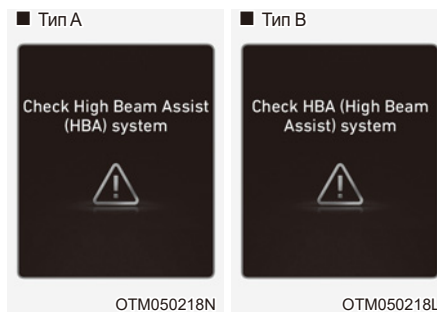 ■ Тип A
Check High Beam Assist
(HBA) system
OTM050218N
■ Тип B
Check HBA (High Beam
Assist) system
OTM050218L